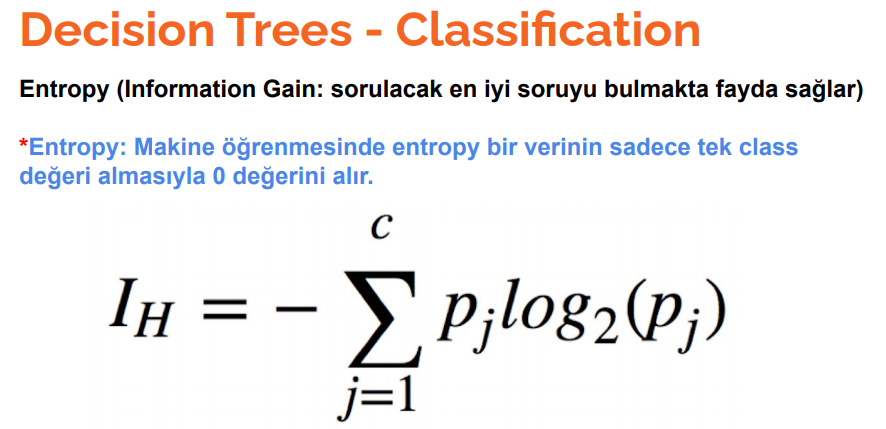 Decision Trees - Classification
Entropy (Information Gain: sorulacak en iyi soruyu bulmakta fayda sağlar)
*Entropy: Makine öğrenmesinde entropy bir verinin sadece tek class
değeri almasıyla 0 değerini alır.
c
I_H = − ∑ p_j log_2(p_j)
j=1